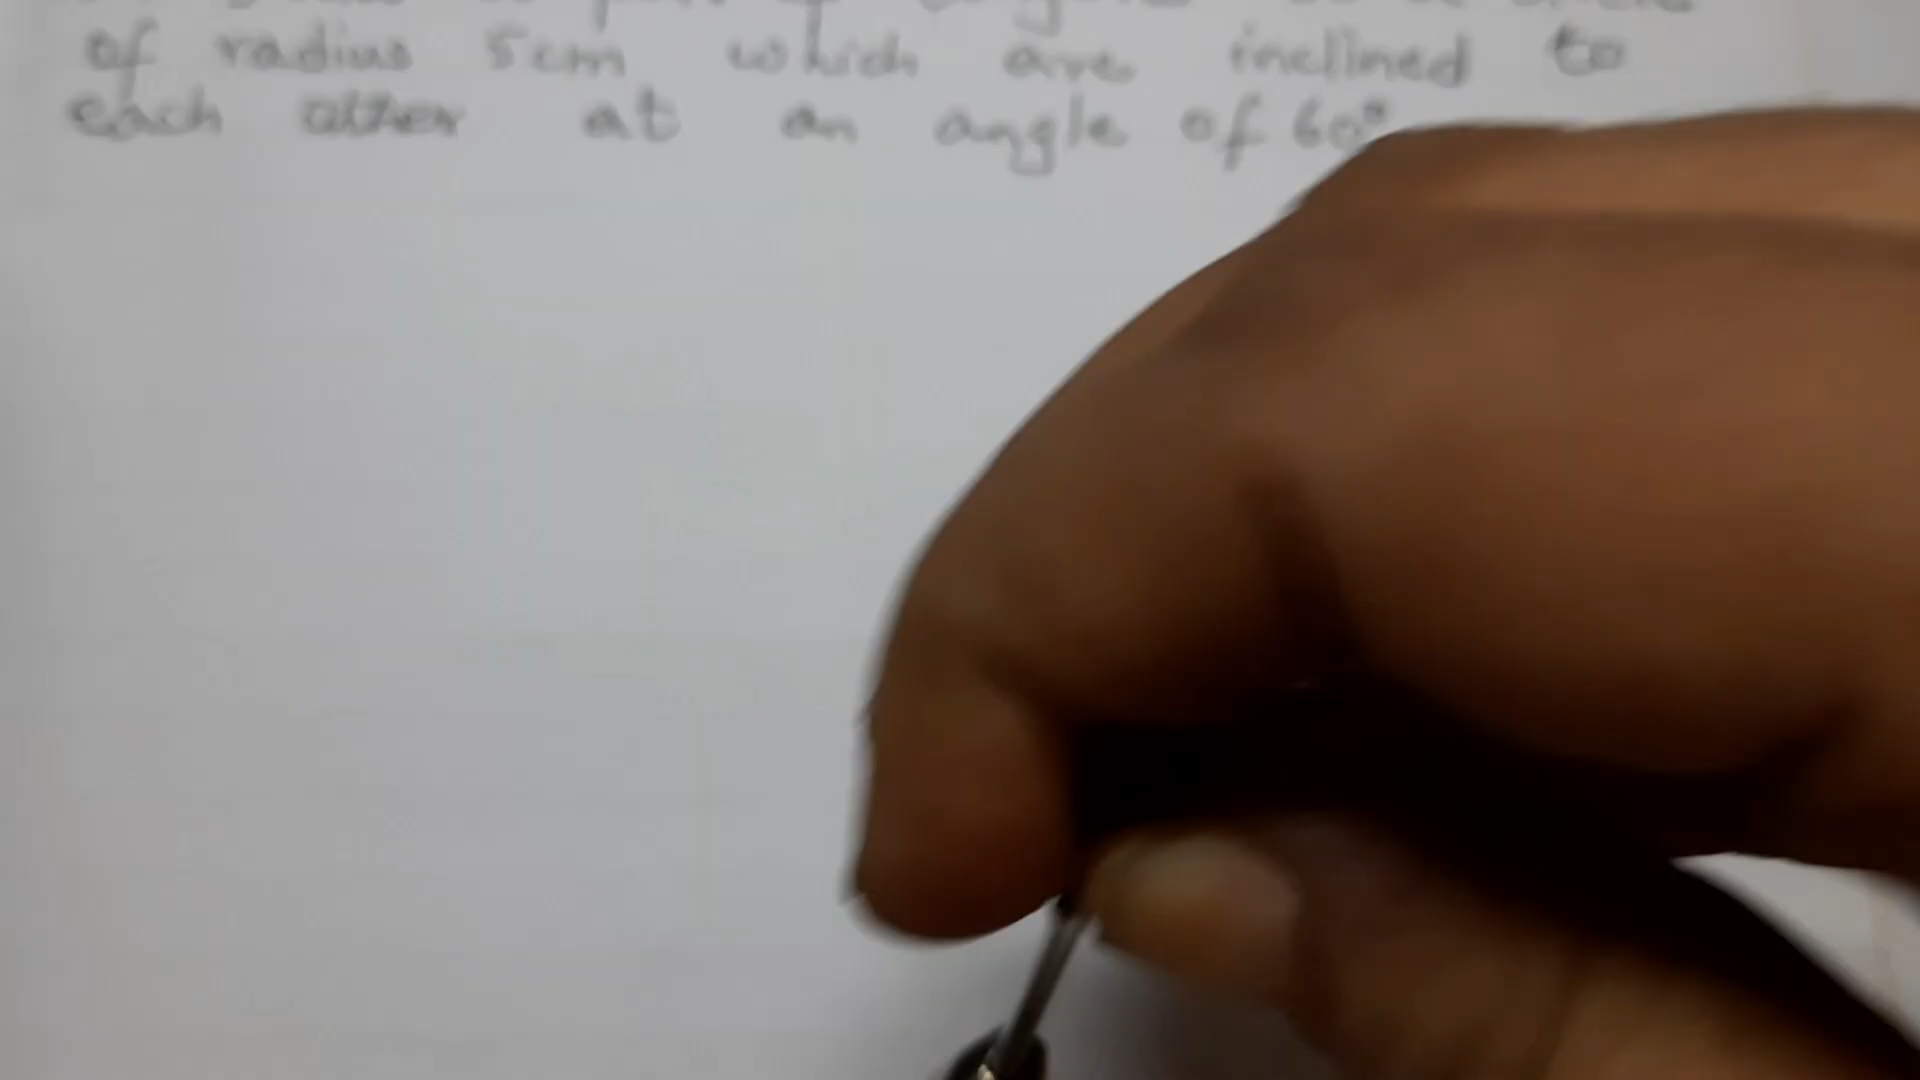 of radius 5cm which are inclined to
each other at an angle of 60°